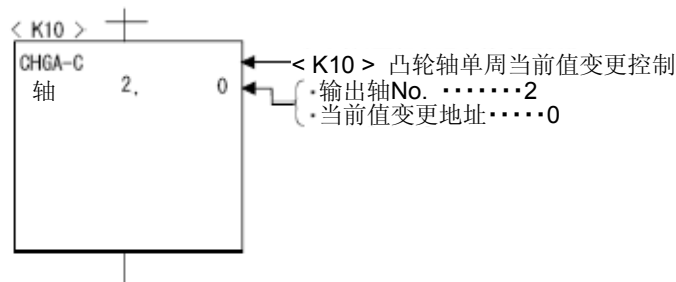 < K10 >
CHGA-C
轴 2, 0
< K10 > 凸轮轴单周当前值变更控制
·输出轴No. ·······2
·当前值变更地址·····0